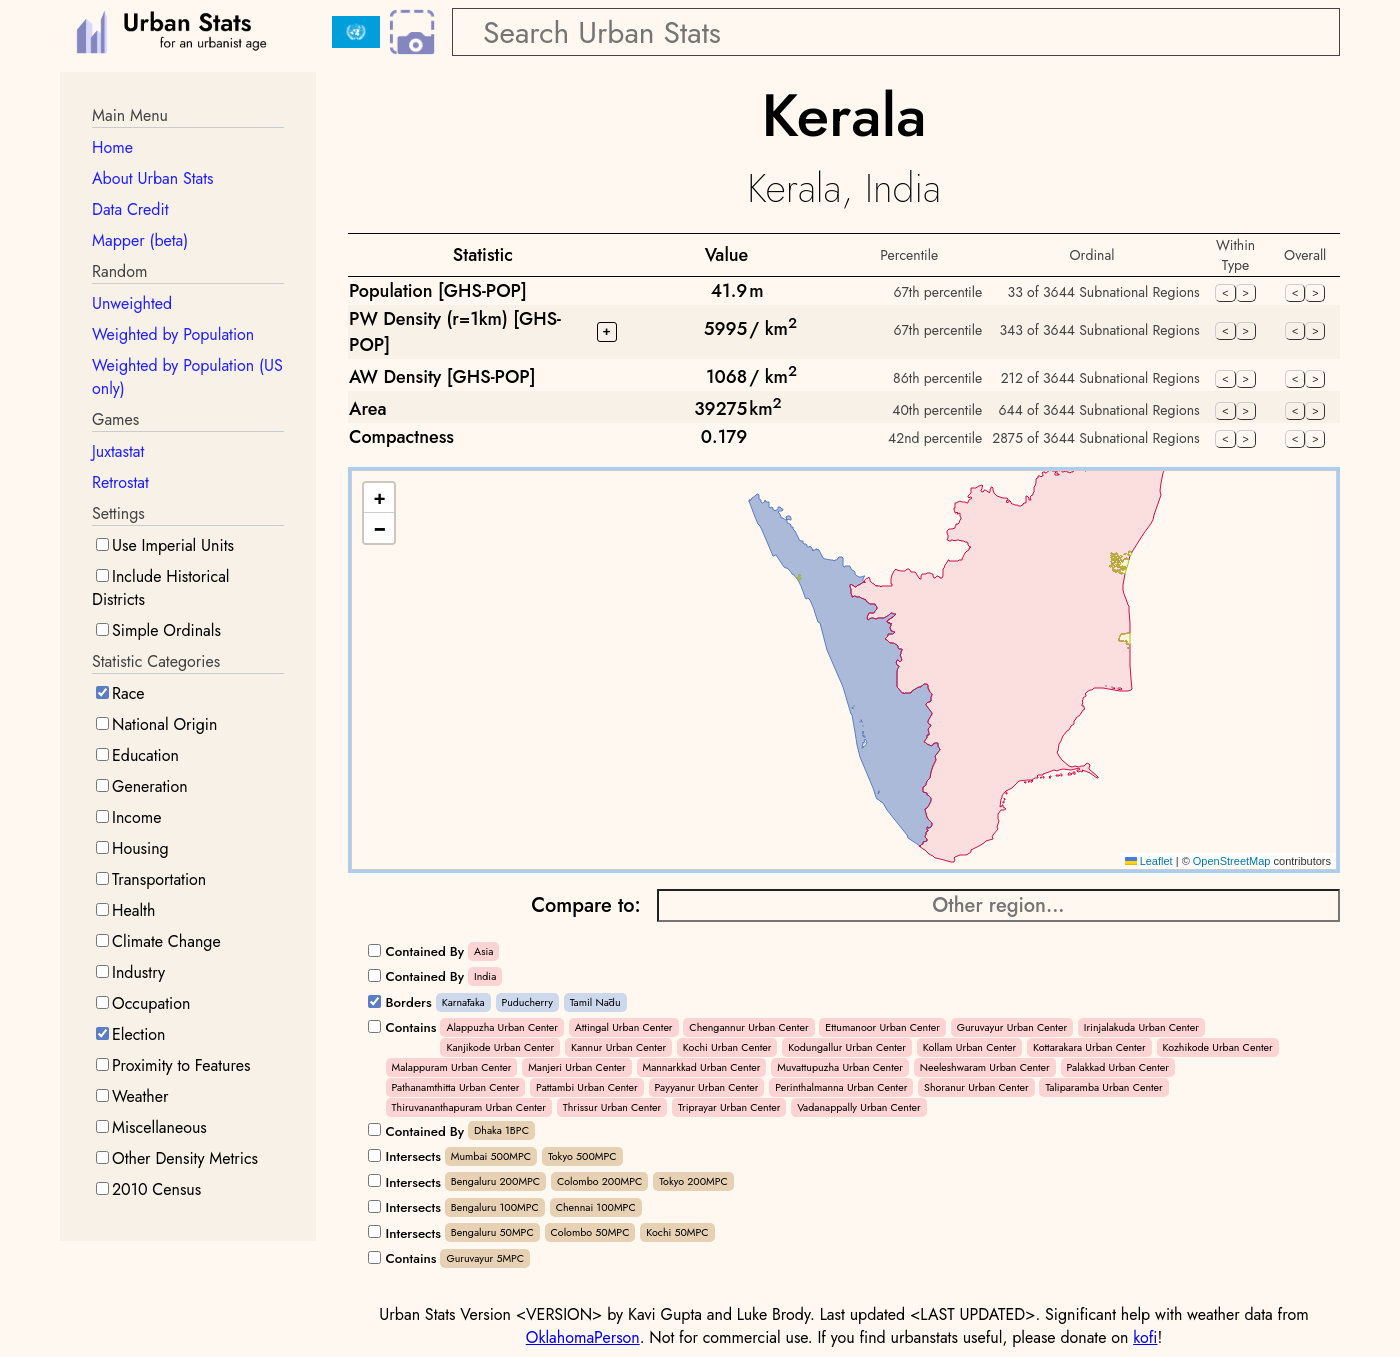 Urban Stats
for an urbanist age
Search Urban Stats
Main Menu
Home
About Urban Stats
Data Credit
Mapper (beta)
Random
Unweighted
Weighted by Population
Weighted by Population (US
only)
Games
Juxtastat
Retrostat
Settings
Use Imperial Units
Include Historical
Districts
Simple Ordinals
Statistic Categories
Race
National Origin
Education
Generation
Income
Housing
Transportation
Health
Climate Change
Industry
Occupation
Election
Proximity to Features
Weather
Miscellaneous
Other Density Metrics
2010 Census
Kerala
Kerala, India
Statistic Value Percentile Ordinal Within Type Overall
Population [GHS-POP] 41.9 m 67th percentile 33 of 3644 Subnational Regions < > < >
PW Density (r=1km) [GHS-POP] + 5995 / km² 67th percentile 343 of 3644 Subnational Regions < > < >
AW Density [GHS-POP] 1068 / km² 86th percentile 212 of 3644 Subnational Regions < > < >
Area 39275 km² 40th percentile 644 of 3644 Subnational Regions < > < >
Compactness 0.179 42nd percentile 2875 of 3644 Subnational Regions < > < >
+
−
Leaflet | © OpenStreetMap contributors
Compare to: Other region...
Contained By Asia
Contained By India
Borders Karnātaka Puducherry Tamil Nādu
Contains Alappuzha Urban Center Attingal Urban Center Chengannur Urban Center Ettumanoor Urban Center Guruvayur Urban Center Irinjalakuda Urban Center
Kanjikode Urban Center Kannur Urban Center Kochi Urban Center Kodungallur Urban Center Kollam Urban Center Kottarakara Urban Center Kozhikode Urban Center
Malappuram Urban Center Manjeri Urban Center Mannarkkad Urban Center Muvattupuzha Urban Center Neeleshwaram Urban Center Palakkad Urban Center
Pathanamthitta Urban Center Pattambi Urban Center Payyanur Urban Center Perinthalmanna Urban Center Shoranur Urban Center Taliparamba Urban Center
Thiruvananthapuram Urban Center Thrissur Urban Center Triprayar Urban Center Vadanappally Urban Center
Contained By Dhaka 1BPC
Intersects Mumbai 500MPC Tokyo 500MPC
Intersects Bengaluru 200MPC Colombo 200MPC Tokyo 200MPC
Intersects Bengaluru 100MPC Chennai 100MPC
Intersects Bengaluru 50MPC Colombo 50MPC Kochi 50MPC
Contains Guruvayur 5MPC
Urban Stats Version <VERSION> by Kavi Gupta and Luke Brody. Last updated <LAST UPDATED>. Significant help with weather data from
OklahomaPerson. Not for commercial use. If you find urbanstats useful, please donate on kofi!